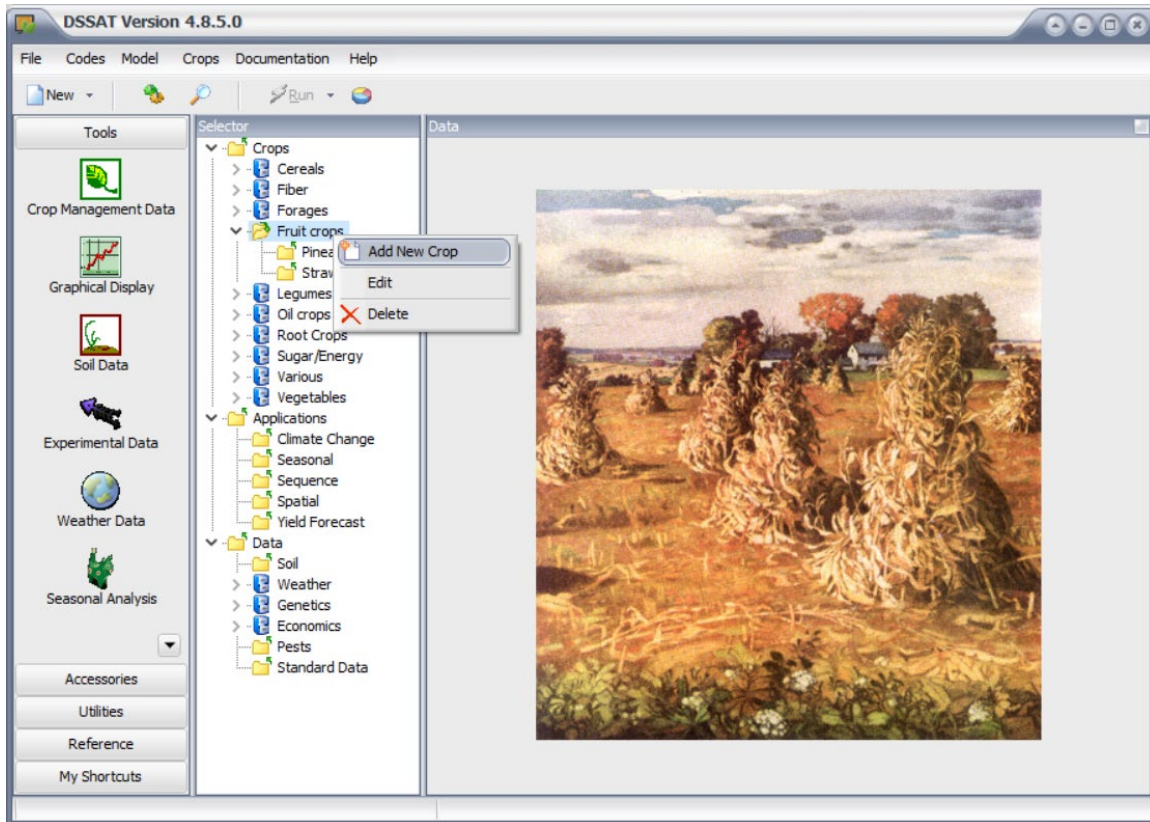 DSSAT Version 4.8.5.0
File Codes Model Crops Documentation Help
New Run
Tools
Crop Management Data
Graphical Display
Soil Data
Experimental Data
Weather Data
Seasonal Analysis
Accessories
Utilities
Reference
My Shortcuts
Selector
Crops
Cereals
Fiber
Forages
Fruit crops
Pinea
Straw
Legumes
Oil crops
Root Crops
Sugar/Energy
Various
Vegetables
Applications
Climate Change
Seasonal
Sequence
Spatial
Yield Forecast
Data
Soil
Weather
Genetics
Economics
Pests
Standard Data
Add New Crop
Edit
Delete
Data